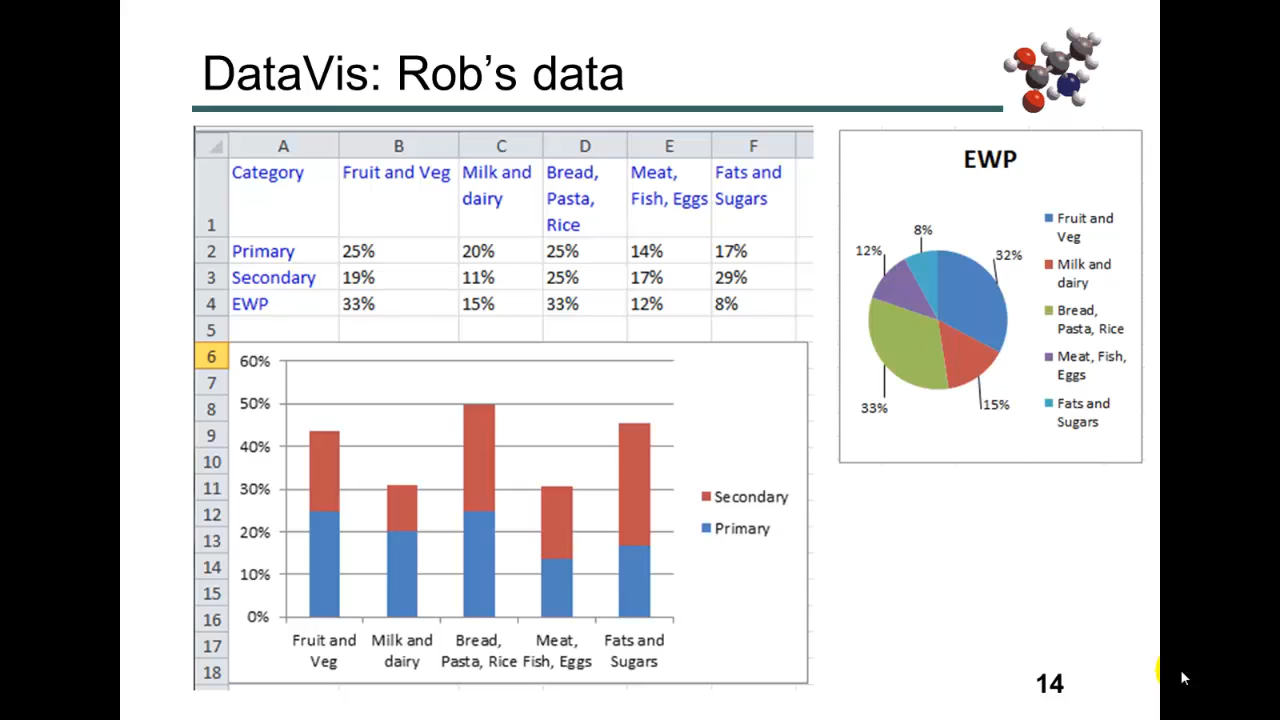 DataVis: Rob's data
A B C D E F
1 Category Fruit and Veg Milk and dairy Bread, Pasta, Rice Meat, Fish, Eggs Fats and Sugars
2 Primary 25% 20% 25% 14% 17%
3 Secondary 19% 11% 25% 17% 29%
4 EWP 33% 15% 33% 12% 8%
5
6
7
8
9
10
11
12
13
14
15
16
17
18
60%
50%
40%
30%
20%
10%
0%
Fruit and Veg
Milk and dairy
Bread, Pasta, Rice
Meat, Fish, Eggs
Fats and Sugars
Secondary
Primary
EWP
8%
12%
32%
33%
15%
Fruit and
Veg
Milk and
dairy
Bread,
Pasta, Rice
Meat, Fish,
Eggs
Fats and
Sugars
14